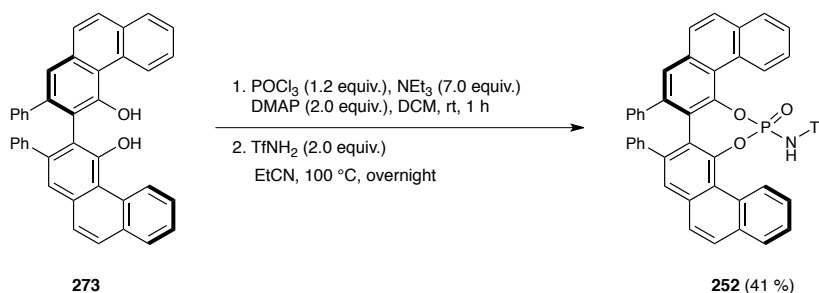 Ph
OH
OH
Ph
273
1. POCl₃ (1.2 equiv.), NEt₃ (7.0 equiv.)
DMAP (2.0 equiv.), DCM, rt, 1 h
2. TfNH₂ (2.0 equiv.)
EtCN, 100 °C, overnight
Ph
Ph
O
O
P
O
N
H
T
252 (41 %)